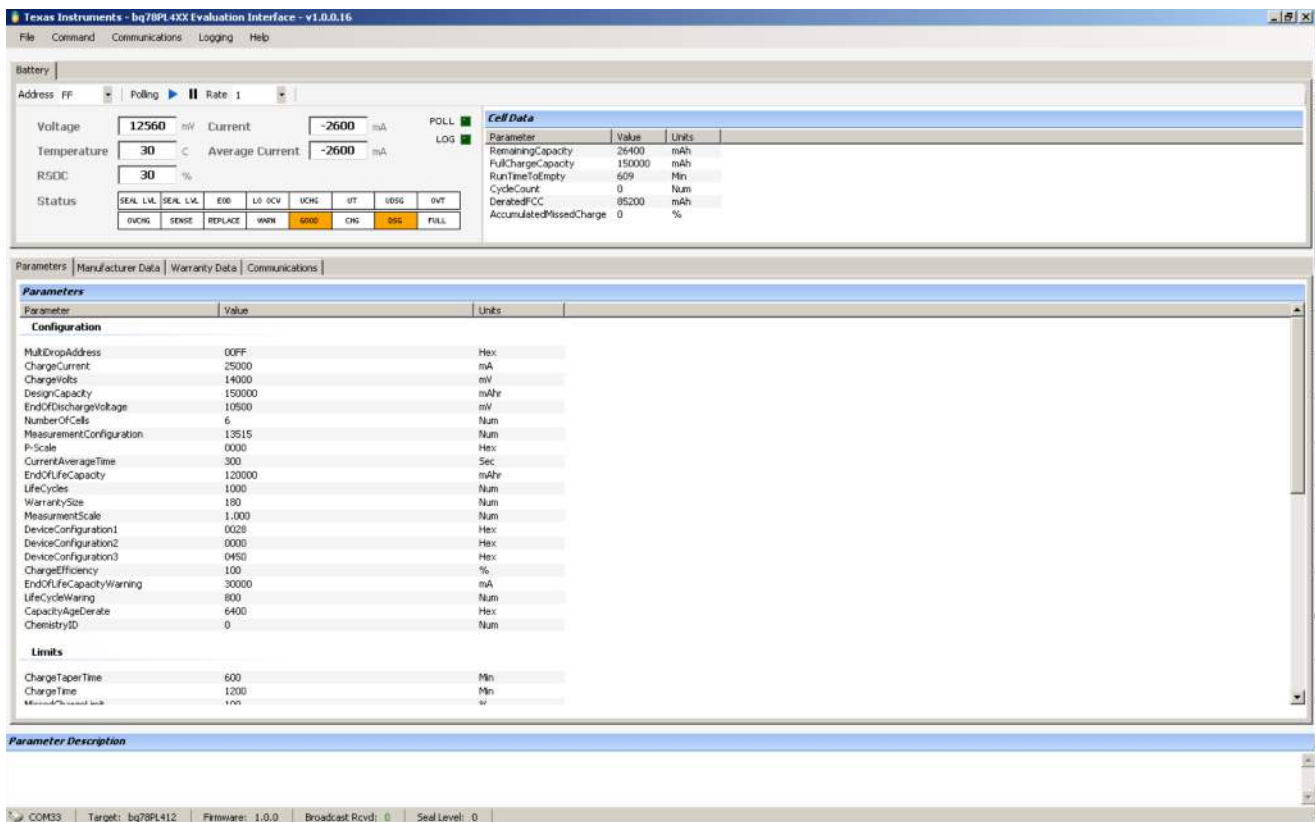 Texas Instruments - bq78PL4XX Evaluation Interface - v1.0.0.16
File Command Communications Logging Help
Battery
Address FF Polling Rate 1
Voltage 12560 mV Current -2600 mA POLL
LOG
Temperature 30 C Average Current -2600 mA
RSOC 30 %
Status SEAL LVL SEAL LVL EOD LO OCV UCHG UT UDSG OVT
OVCHG SENSE REPLACE WARN GOOD CHG DSG FULL
Cell Data
Parameter Value Units
RemainingCapacity 26400 mAh
FullChargeCapacity 150000 mAh
RunTimeToEmpty 609 Min
CycleCount 0 Num
DeratedFCC 85200 mAh
AccumulatedMissedCharge 0 %
Parameters Manufacturer Data Warranty Data Communications
Parameters
Parameter Value Units
Configuration
MultiDropAddress 00FF Hex
ChargeCurrent 25000 mA
ChargeVolts 14000 mV
DesignCapacity 150000 mAhr
EndOfDischargeVoltage 10500 mV
NumberOfCells 6 Num
MeasurementConfiguration 13515 Num
P-Scale 0000 Hex
CurrentAverageTime 300 Sec
EndOfLifeCapacity 120000 mAhr
LifeCycles 1000 Num
WarrantySize 180 Num
MeasurmentScale 1.000 Num
DeviceConfiguration1 0028 Hex
DeviceConfiguration2 0000 Hex
DeviceConfiguration3 0450 Hex
ChargeEfficiency 100 %
EndOfLifeCapacityWarning 30000 mA
LifeCycleWaring 800 Num
CapacityAgeDerate 6400 Hex
ChemistryID 0 Num
Limits
ChargeTaperTime 600 Min
ChargeTime 1200 Min
MissedChargeLimit 100 %
Parameter Description
COM33 Target: bq78PL412 Firmware: 1.0.0 Broadcast Rcvd: 0 Seal Level: 0